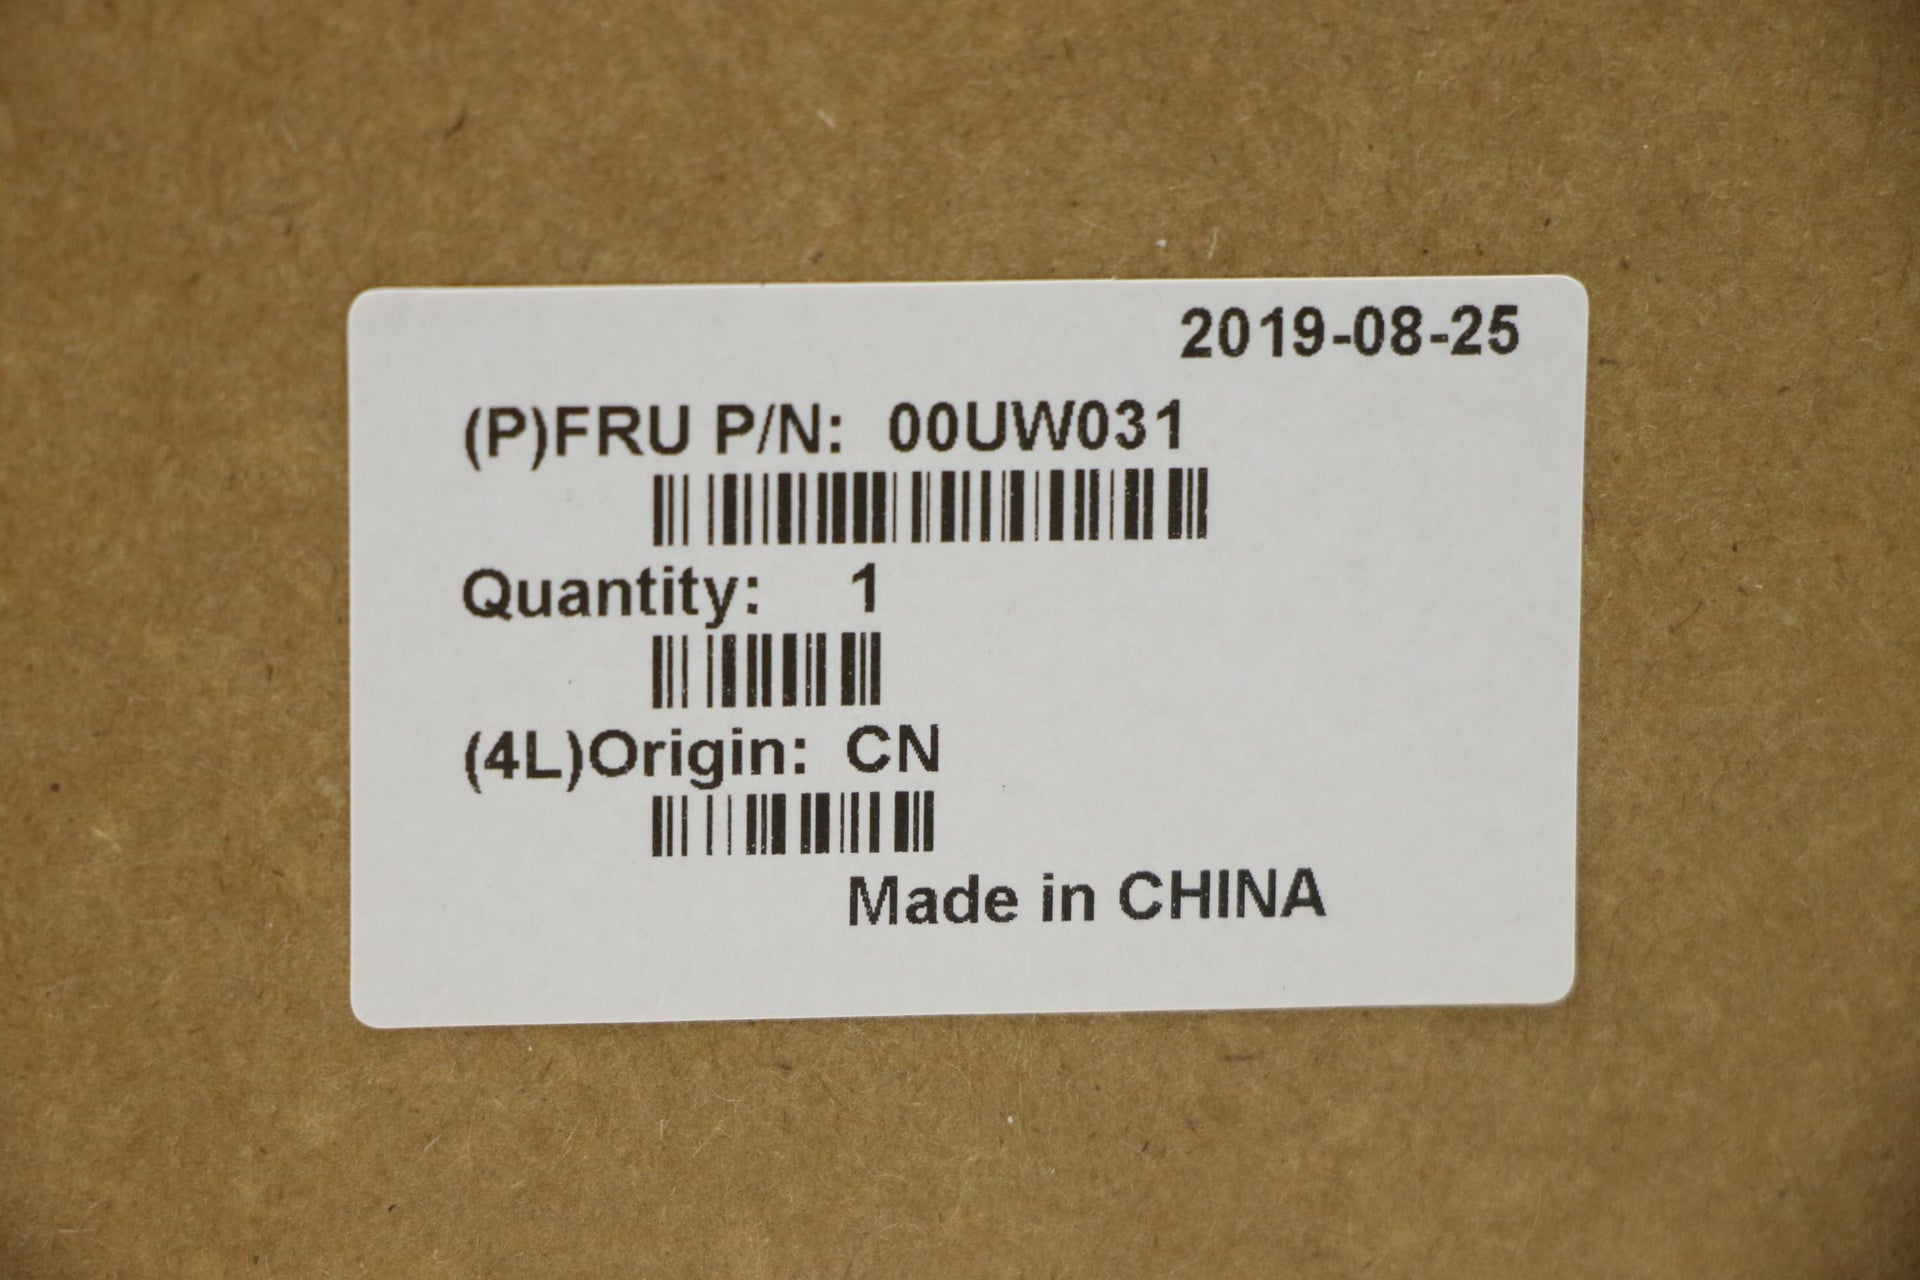 2019-08-25
(P)FRU P/N: 00UW031
Quantity: 1
(4L)Origin: CN
Made in CHINA